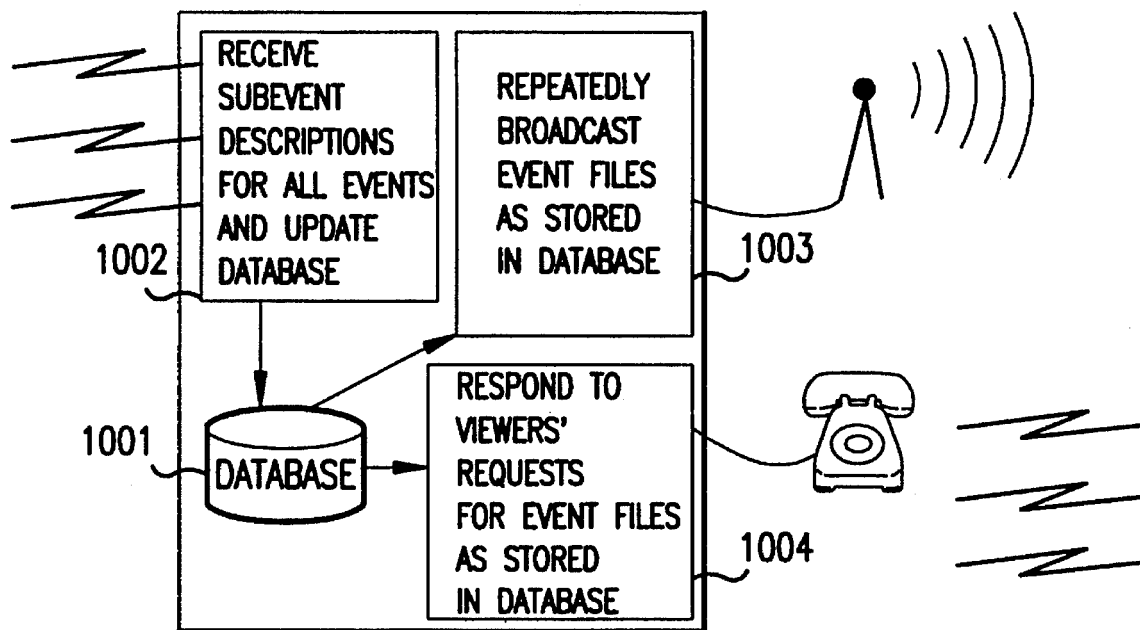 RECEIVE
SUBEVENT
DESCRIPTIONS
FOR ALL EVENTS
AND UPDATE
DATABASE
1002
REPEATEDLY
BROADCAST
EVENT FILES
AS STORED
IN DATABASE
1003
1001
DATABASE
RESPOND TO
VIEWERS'
REQUESTS
FOR EVENT FILES
AS STORED
IN DATABASE
1004